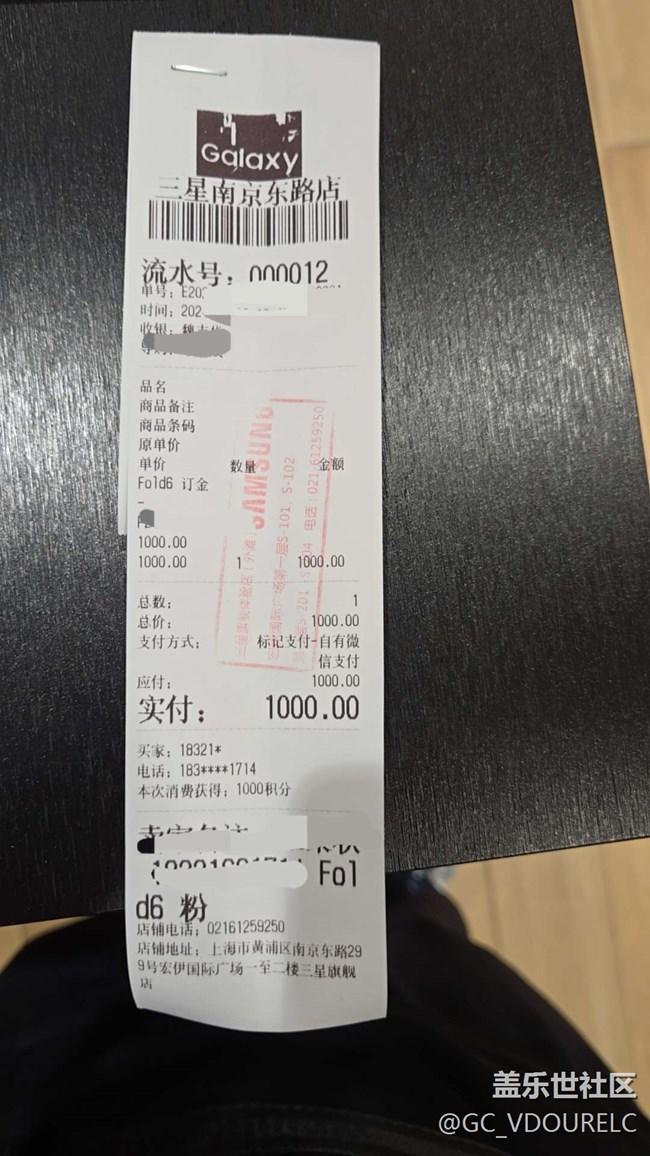 Galaxy
三星南京东路店
流水号：000012
单号：E20
时间：202
收银：
品名
商品备注
商品条码
原单价
单价 数量 金额
Fold6 订金
-
1000.00
1000.00 1 1000.00
总数： 1
总价： 1000.00
支付方式： 标记支付-自有微
信支付
应付： 1000.00
实付： 1000.00
买家：18321*
电话：183****1714
本次消费获得：1000积分
Fol
d6 粉
店铺电话：02161259250
店铺地址：上海市黄浦区南京东路29
9号宏伊国际广场一至二楼三星旗舰
店
SAMSUNG
S-101、S-102
电话：021-61259250
盖乐世社区
@GC_VDOURELC